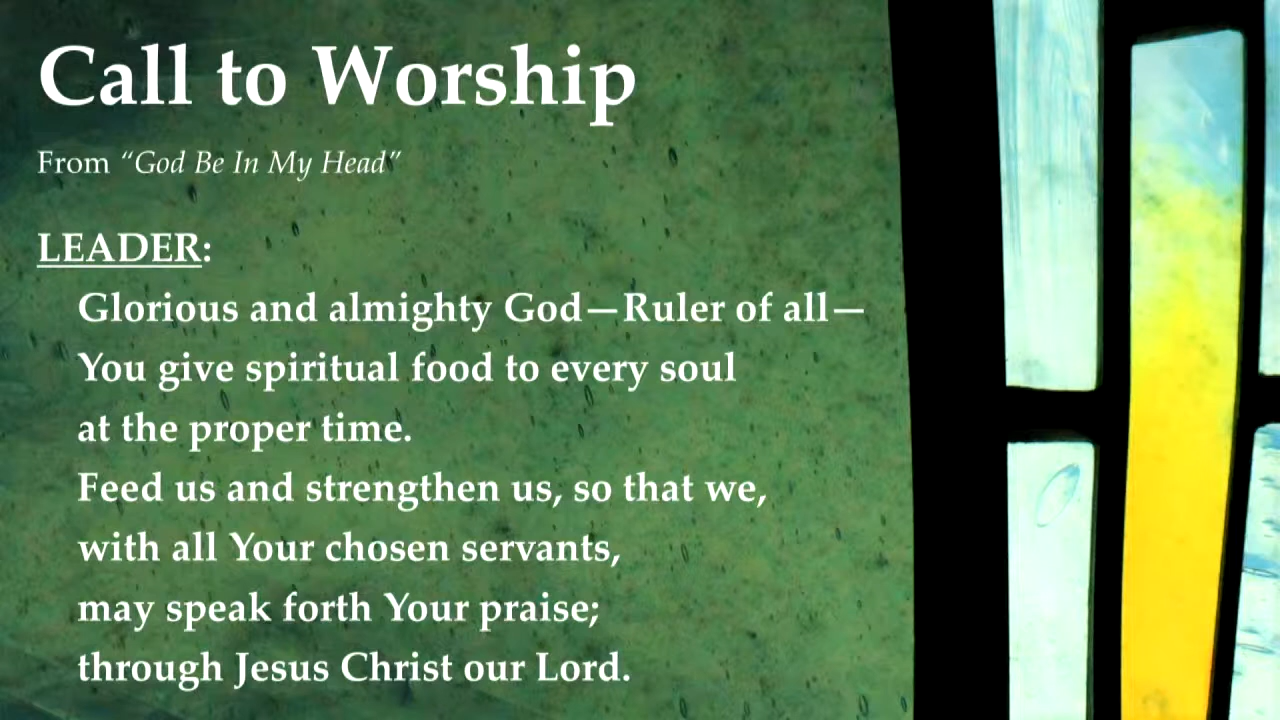 Call to Worship
From “God Be In My Head”
LEADER:
Glorious and almighty God—Ruler of all—
You give spiritual food to every soul
at the proper time.
Feed us and strengthen us, so that we,
with all Your chosen servants,
may speak forth Your praise;
through Jesus Christ our Lord.